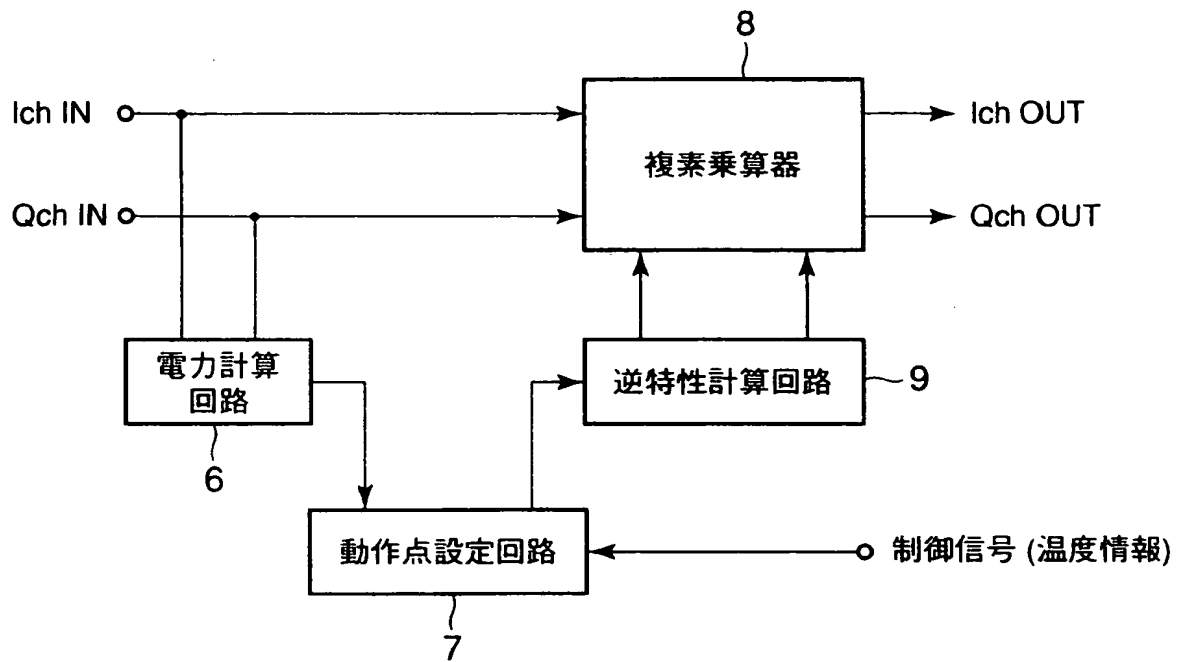 8
Ich IN
複素乗算器
Ich OUT
Qch IN
Qch OUT
電力計算
回路
逆特性計算回路
9
6
動作点設定回路
制御信号 (温度情報)
7